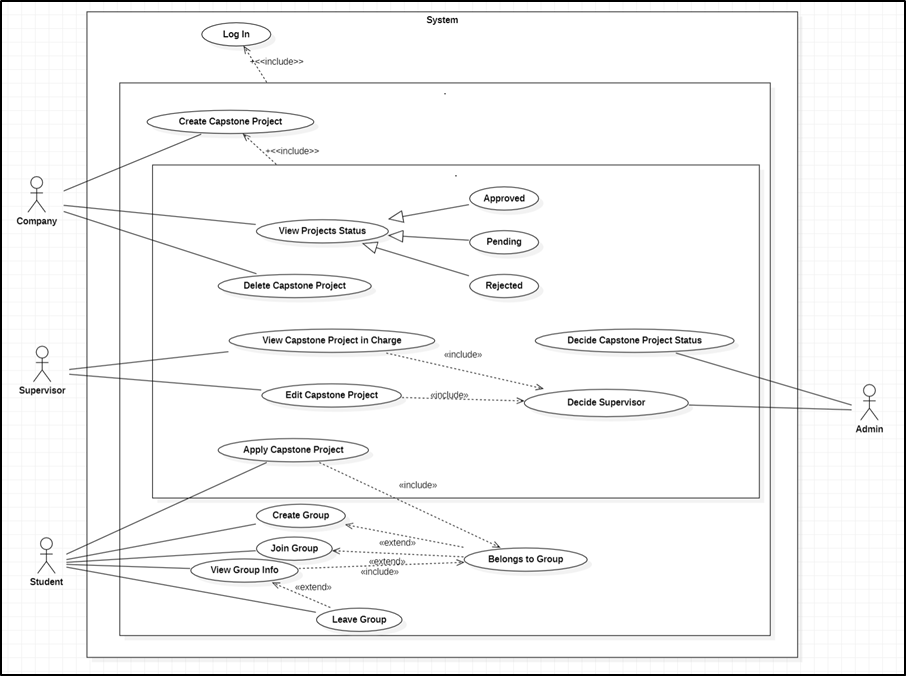 System
Log In
+<<include>>
Create Capstone Project
+<<include>>
Approved
View Projects Status
Pending
Company
Delete Capstone Project
Rejected
View Capstone Project in Charge
Decide Capstone Project Status
«include»
Supervisor
Edit Capstone Project
«include»
Decide Supervisor
Admin
Apply Capstone Project
«include»
Create Group
«extend»
Join Group
Belongs to Group
«extend»
View Group Info
«include»
Student
«extend»
Leave Group